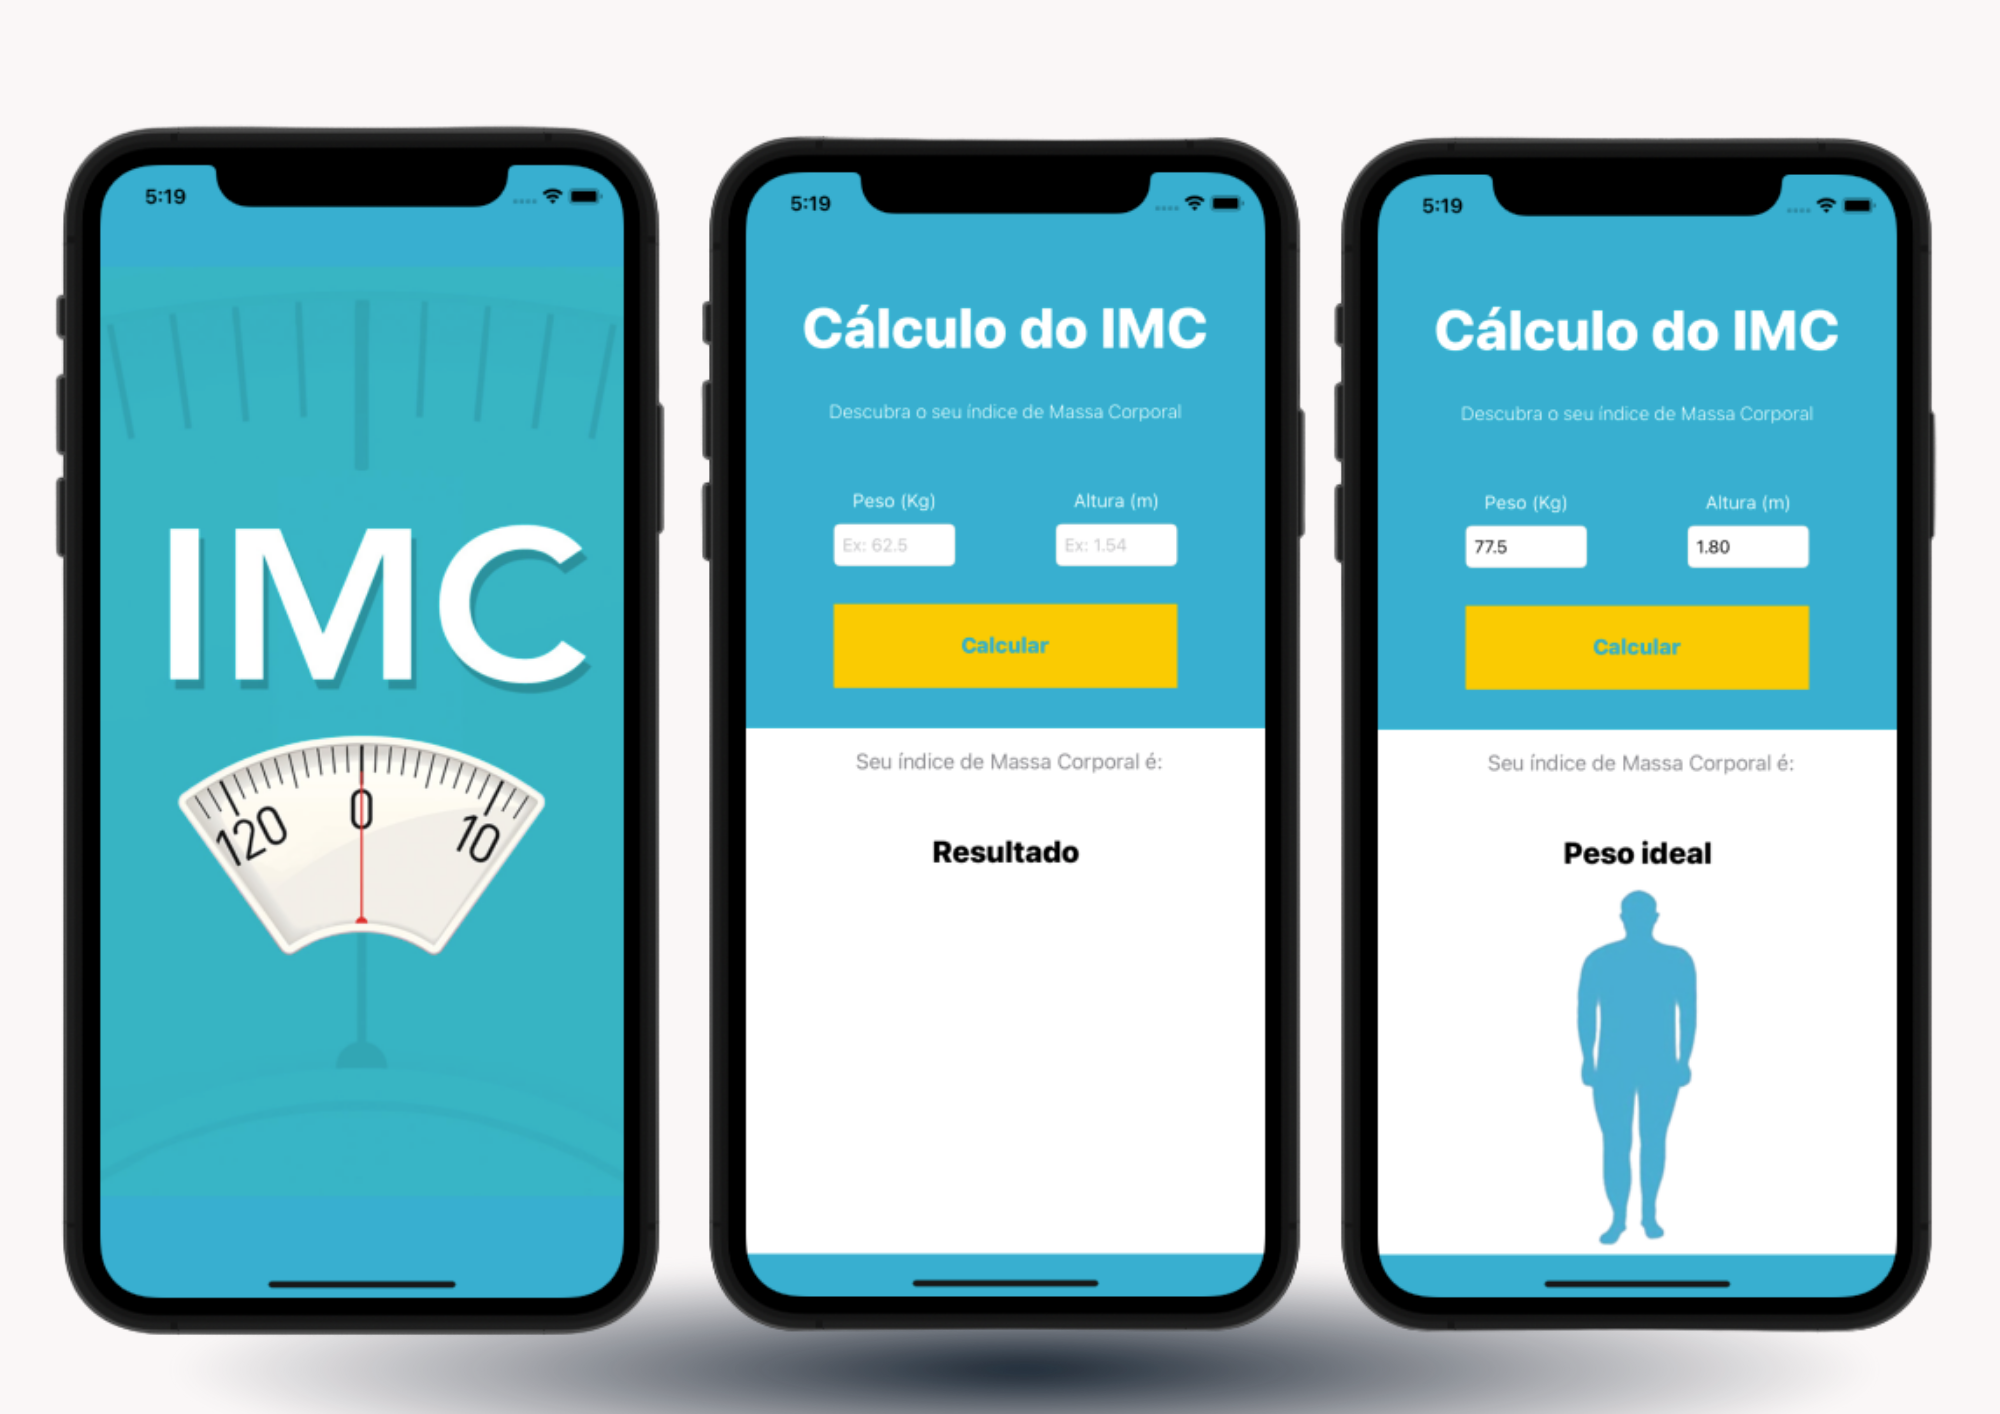 5:19
IMC
120
0
10
5:19
Cálculo do IMC
Descubra o seu índice de Massa Corporal
Peso (Kg)
Altura (m)
Ex: 62.5
Ex: 1.54
Calcular
Seu índice de Massa Corporal é:
Resultado
5:19
Cálculo do IMC
Descubra o seu índice de Massa Corporal
Peso (Kg)
Altura (m)
77.5
1.80
Calcular
Seu índice de Massa Corporal é:
Peso ideal